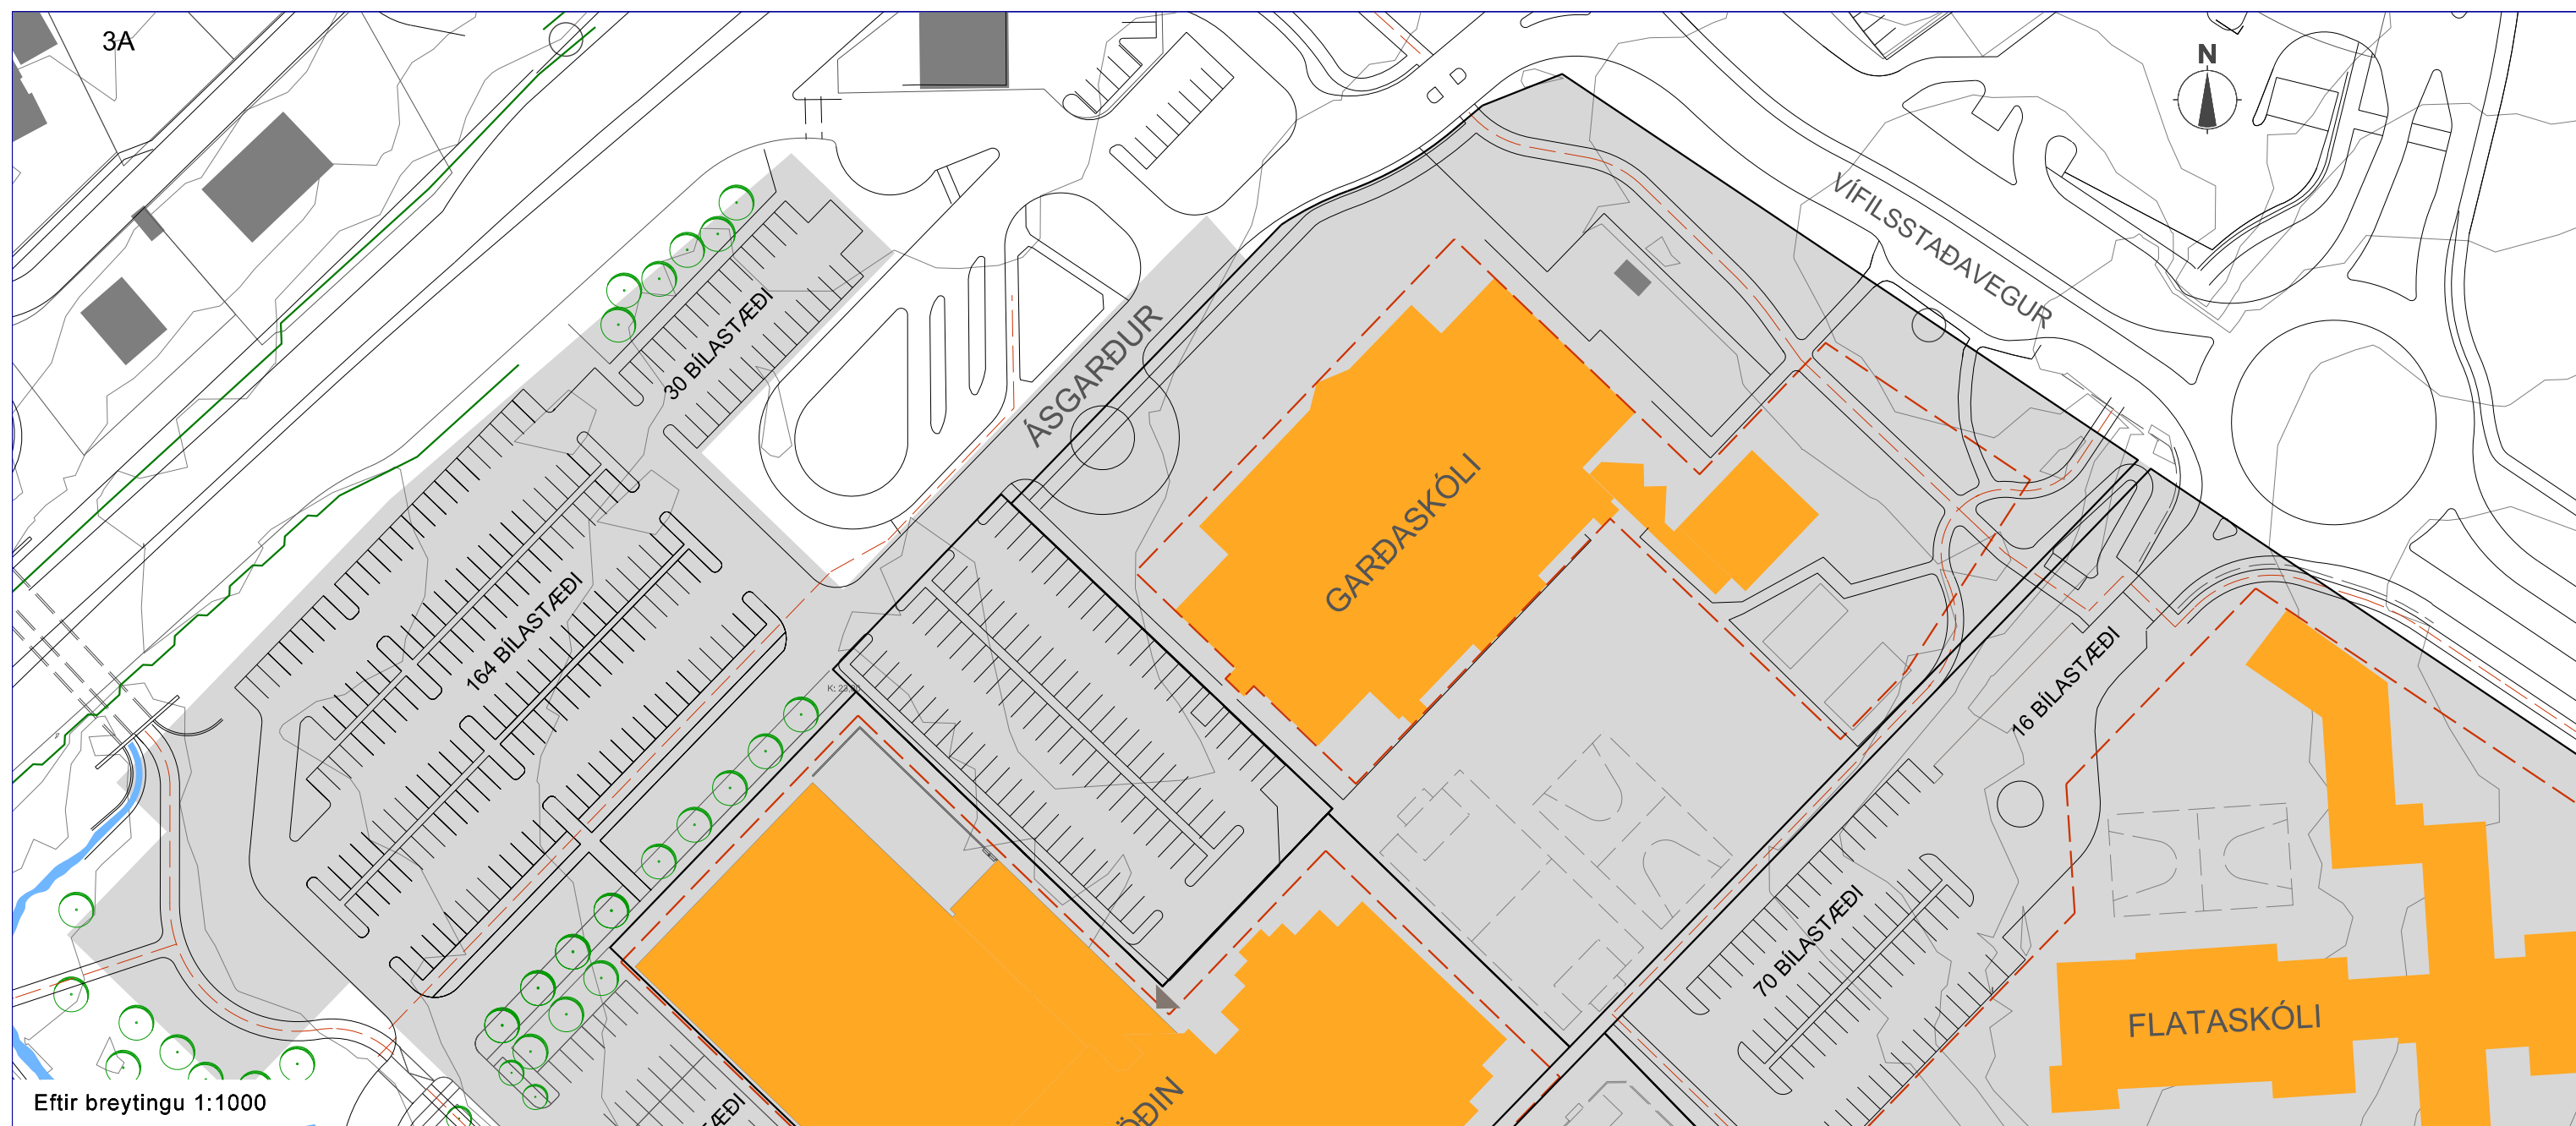 3A
N
VÍFILSSTAÐAVEGUR
30 BÍLASTÆÐI
ÁSGARÐUR
GARÐASKÓLI
164 BÍLASTÆÐI
16 BÍLASTÆÐI
70 BÍLASTÆÐI
FLATASKÓLI
Eftir breytingu 1:1000